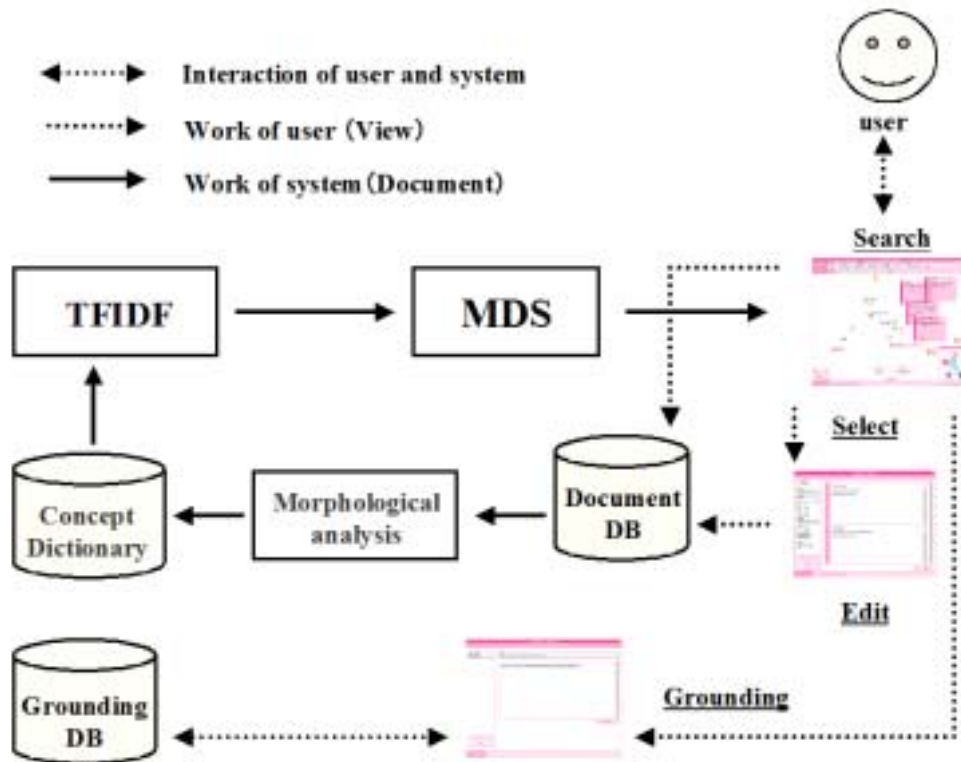 Interaction of user and system
Work of user (View)
Work of system (Document)
user
Search
TFIDF
MDS
Select
Concept
Dictionary
Morphological
analysis
Document
DB
Edit
Grounding
DB
Grounding